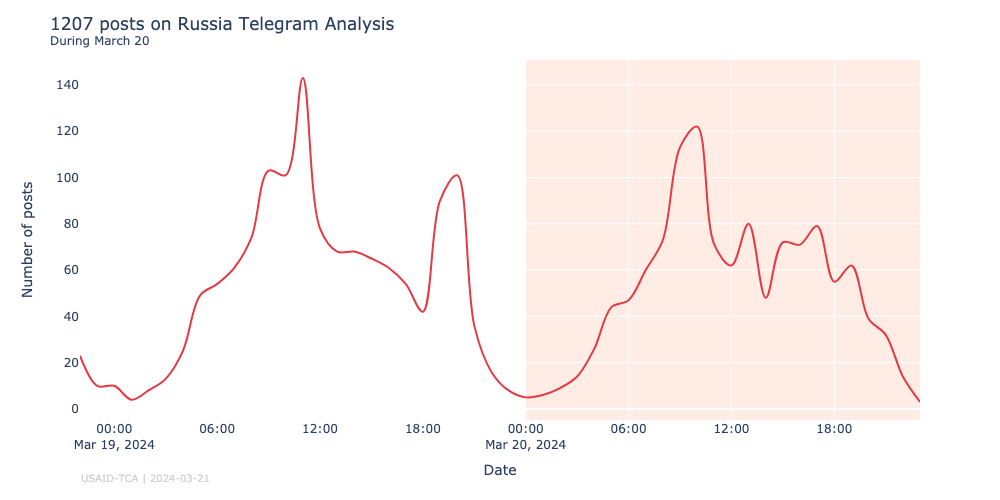 1207 posts on Russia Telegram Analysis
During March 20
Number of posts
140
120
100
80
60
40
20
0
00:00 06:00 12:00 18:00 00:00 06:00 12:00 18:00
Mar 19, 2024 Mar 20, 2024
Date
USAID-TCA | 2024-03-21